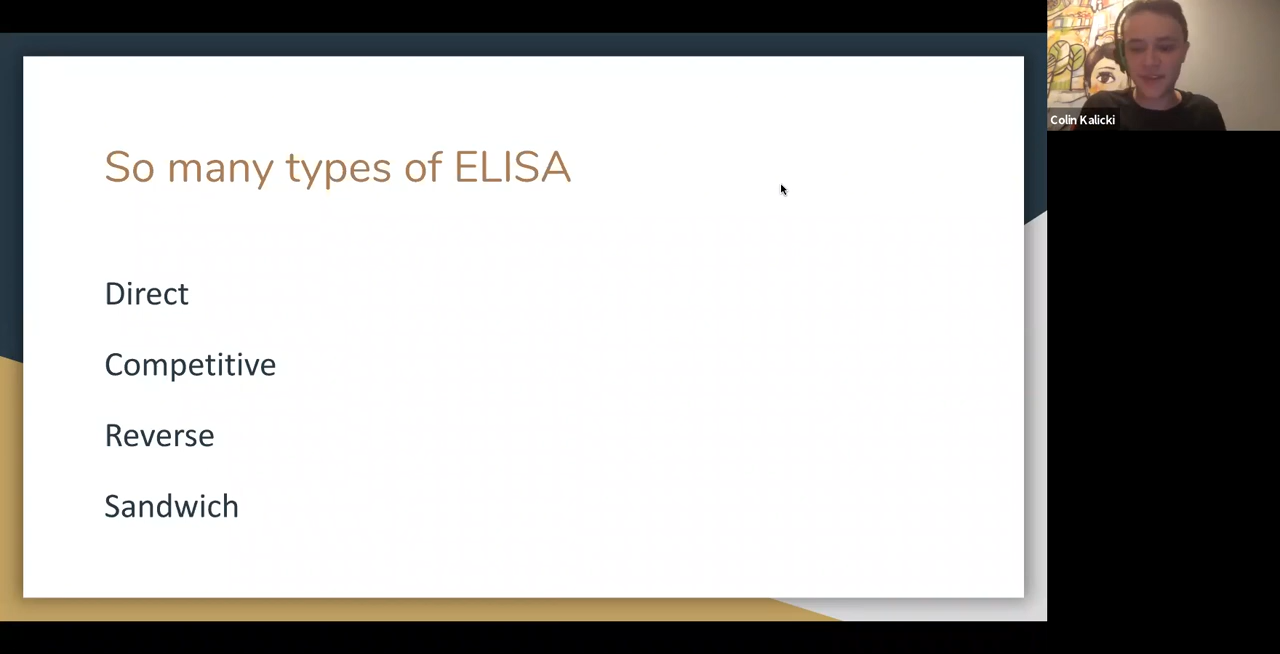 So many types of ELISA
Direct
Competitive
Reverse
Sandwich
Colin Kalicki